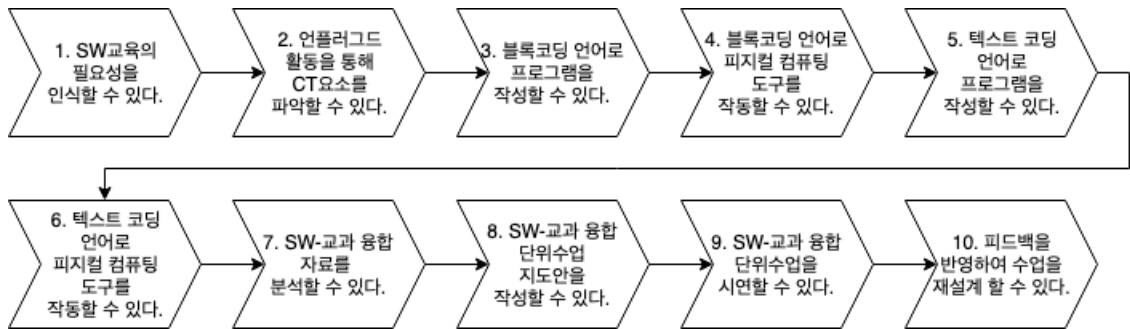 1. SW교육의
필요성을
인식할 수 있다.
2. 언플러그드
활동을 통해
CT요소를
파악할 수 있다.
3. 블록코딩 언어로
프로그램을
작성할 수 있다.
4. 블록코딩 언어로
피지컬 컴퓨팅
도구를
작동할 수 있다.
5. 텍스트 코딩
언어로
프로그램을
작성할 수 있다.
6. 텍스트 코딩
언어로
피지컬 컴퓨팅
도구를
작동할 수 있다.
7. SW-교과 융합
자료를
분석할 수 있다.
8. SW-교과 융합
단위수업
지도안을
작성할 수 있다.
9. SW-교과 융합
단위수업을
시연할 수 있다.
10. 피드백을
반영하여 수업을
재설계 할 수 있다.